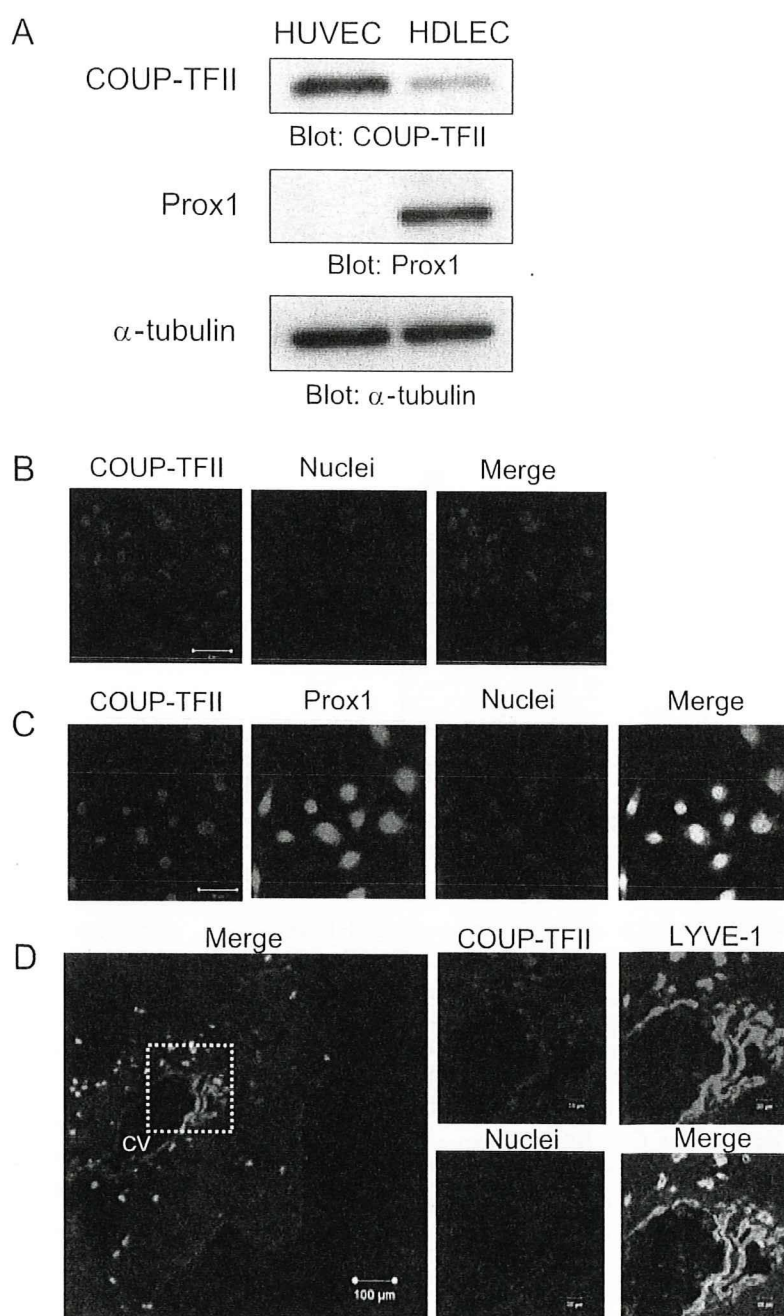 A
HUVEC HDLEC
COUP-TFII
Blot: COUP-TFII
Prox1
Blot: Prox1
α-tubulin
Blot: α-tubulin
B
COUP-TFII Nuclei Merge
C
COUP-TFII Prox1 Nuclei Merge
D
Merge COUP-TFII LYVE-1
CV
100 μm
Nuclei Merge